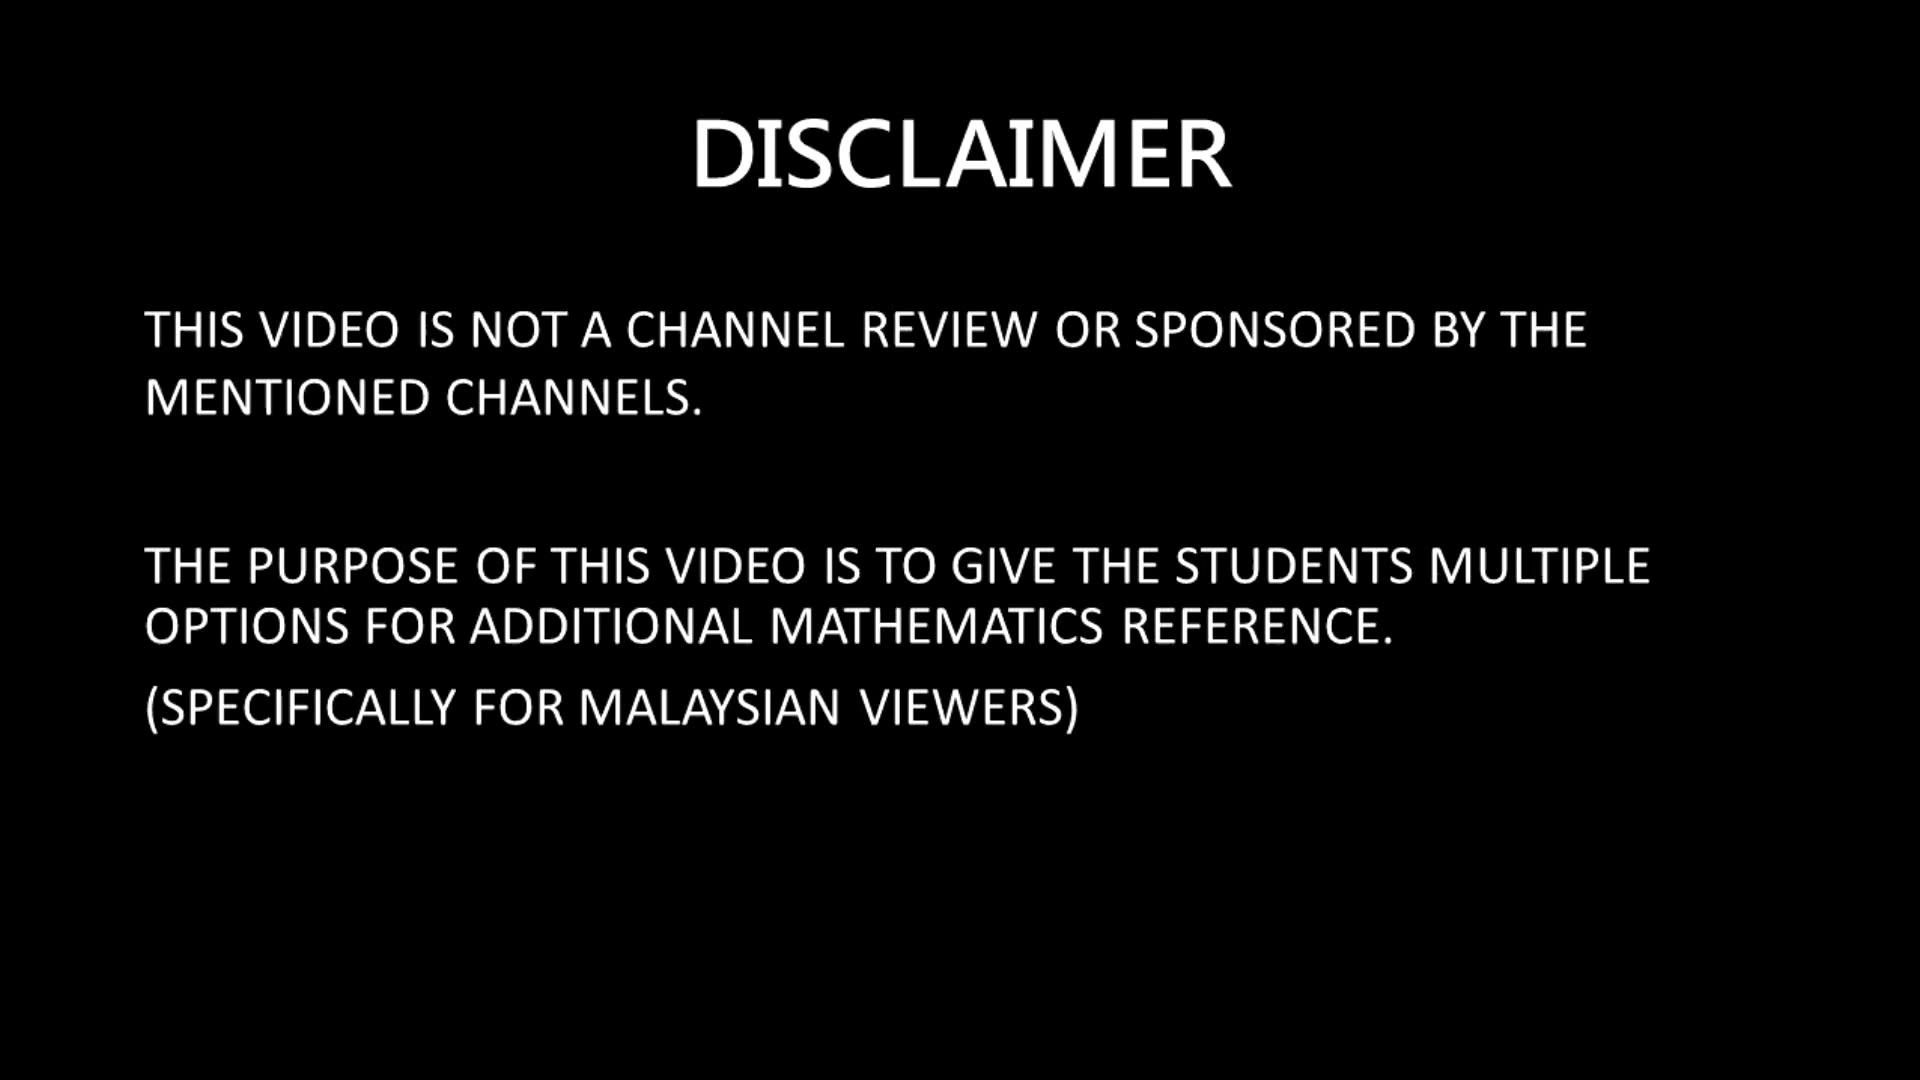 DISCLAIMER
THIS VIDEO IS NOT A CHANNEL REVIEW OR SPONSORED BY THE
MENTIONED CHANNELS.
THE PURPOSE OF THIS VIDEO IS TO GIVE THE STUDENTS MULTIPLE
OPTIONS FOR ADDITIONAL MATHEMATICS REFERENCE.
(SPECIFICALLY FOR MALAYSIAN VIEWERS)